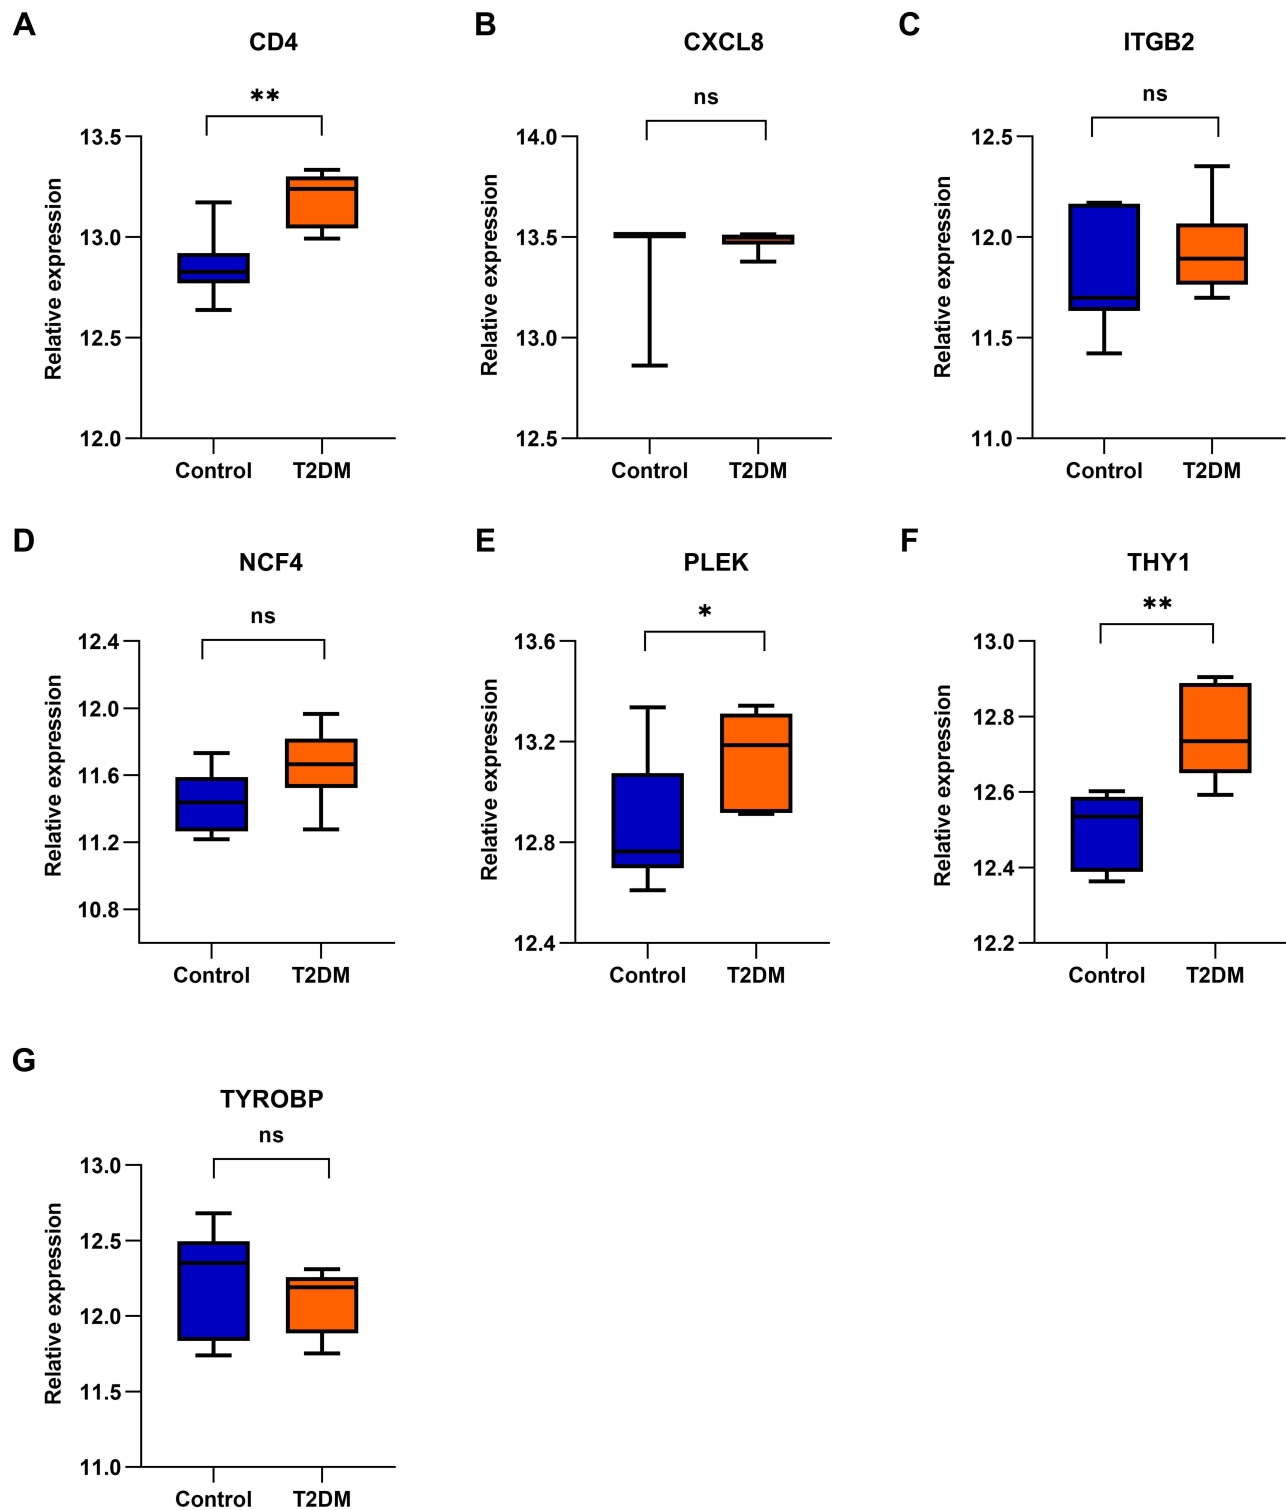 A
CD4
**
Relative expression
13.5
13.0
12.5
12.0
Control T2DM
B
CXCL8
ns
Relative expression
14.0
13.5
13.0
12.5
Control T2DM
C
ITGB2
ns
Relative expression
12.5
12.0
11.5
11.0
Control T2DM
D
NCF4
ns
Relative expression
12.4
12.0
11.6
11.2
10.8
Control T2DM
E
PLEK
*
Relative expression
13.6
13.2
12.8
12.4
Control T2DM
F
THY1
**
Relative expression
13.0
12.8
12.6
12.4
12.2
Control T2DM
G
TYROBP
ns
Relative expression
13.0
12.5
12.0
11.5
11.0
Control T2DM